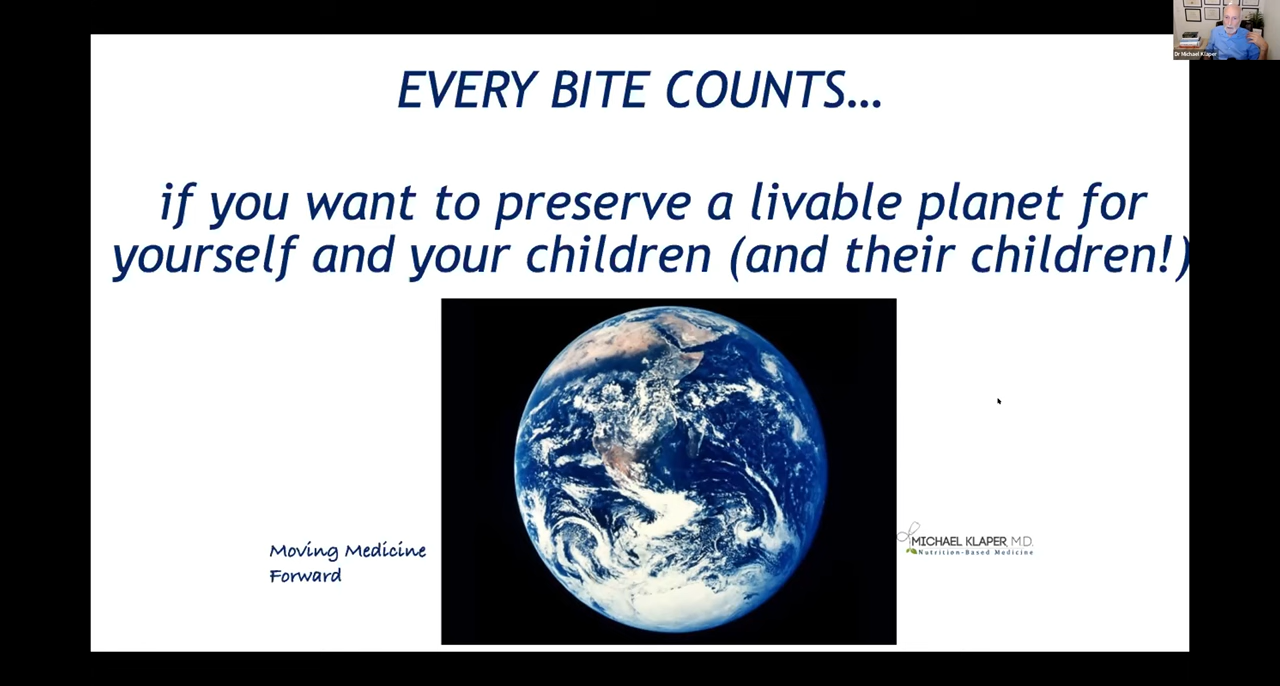 Dr Michael Klaper
EVERY BITE COUNTS...
if you want to preserve a livable planet for
yourself and your children (and their children!)
Moving Medicine
Forward
MICHAEL KLAPER, M.D.
Nutrition-Based Medicine